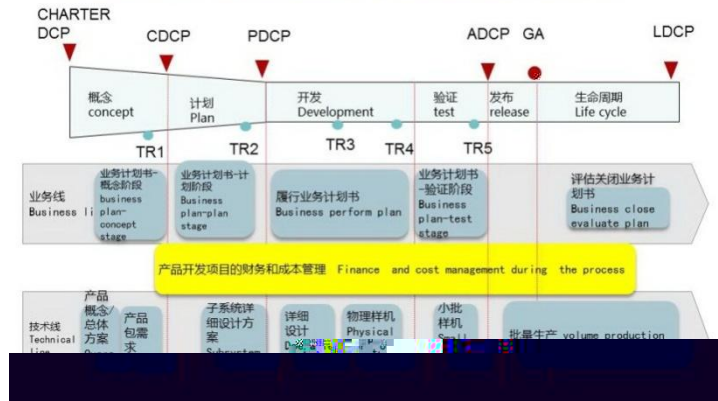 CHARTER
DCP
CDCP
PDCP
ADCP
GA
LDCP
概念
concept
计划
Plan
开发
Development
验证
test
发布
release
生命周期
Life cycle
TR1
TR2
TR3
TR4
TR5
业务线
Business li
业务计划书-
概念阶段
business
plan-
concept
stage
业务计划书-计
划阶段
Business
plan-plan
stage
履行业务计划书
Business perform plan
业务计划书
-验证阶段
Business
plan-test
stage
评估关闭业务计
划书
Business close
evaluate plan
产品开发项目的财务和成本管理 Finance and cost management during the process
技术线
Technical
产品
概念/
总体
方案
产品
包需
求
子系统详
细设计方
案
Subsystem
详细
设计
物理样机
Physical
小批
样机
批量生产 volume production